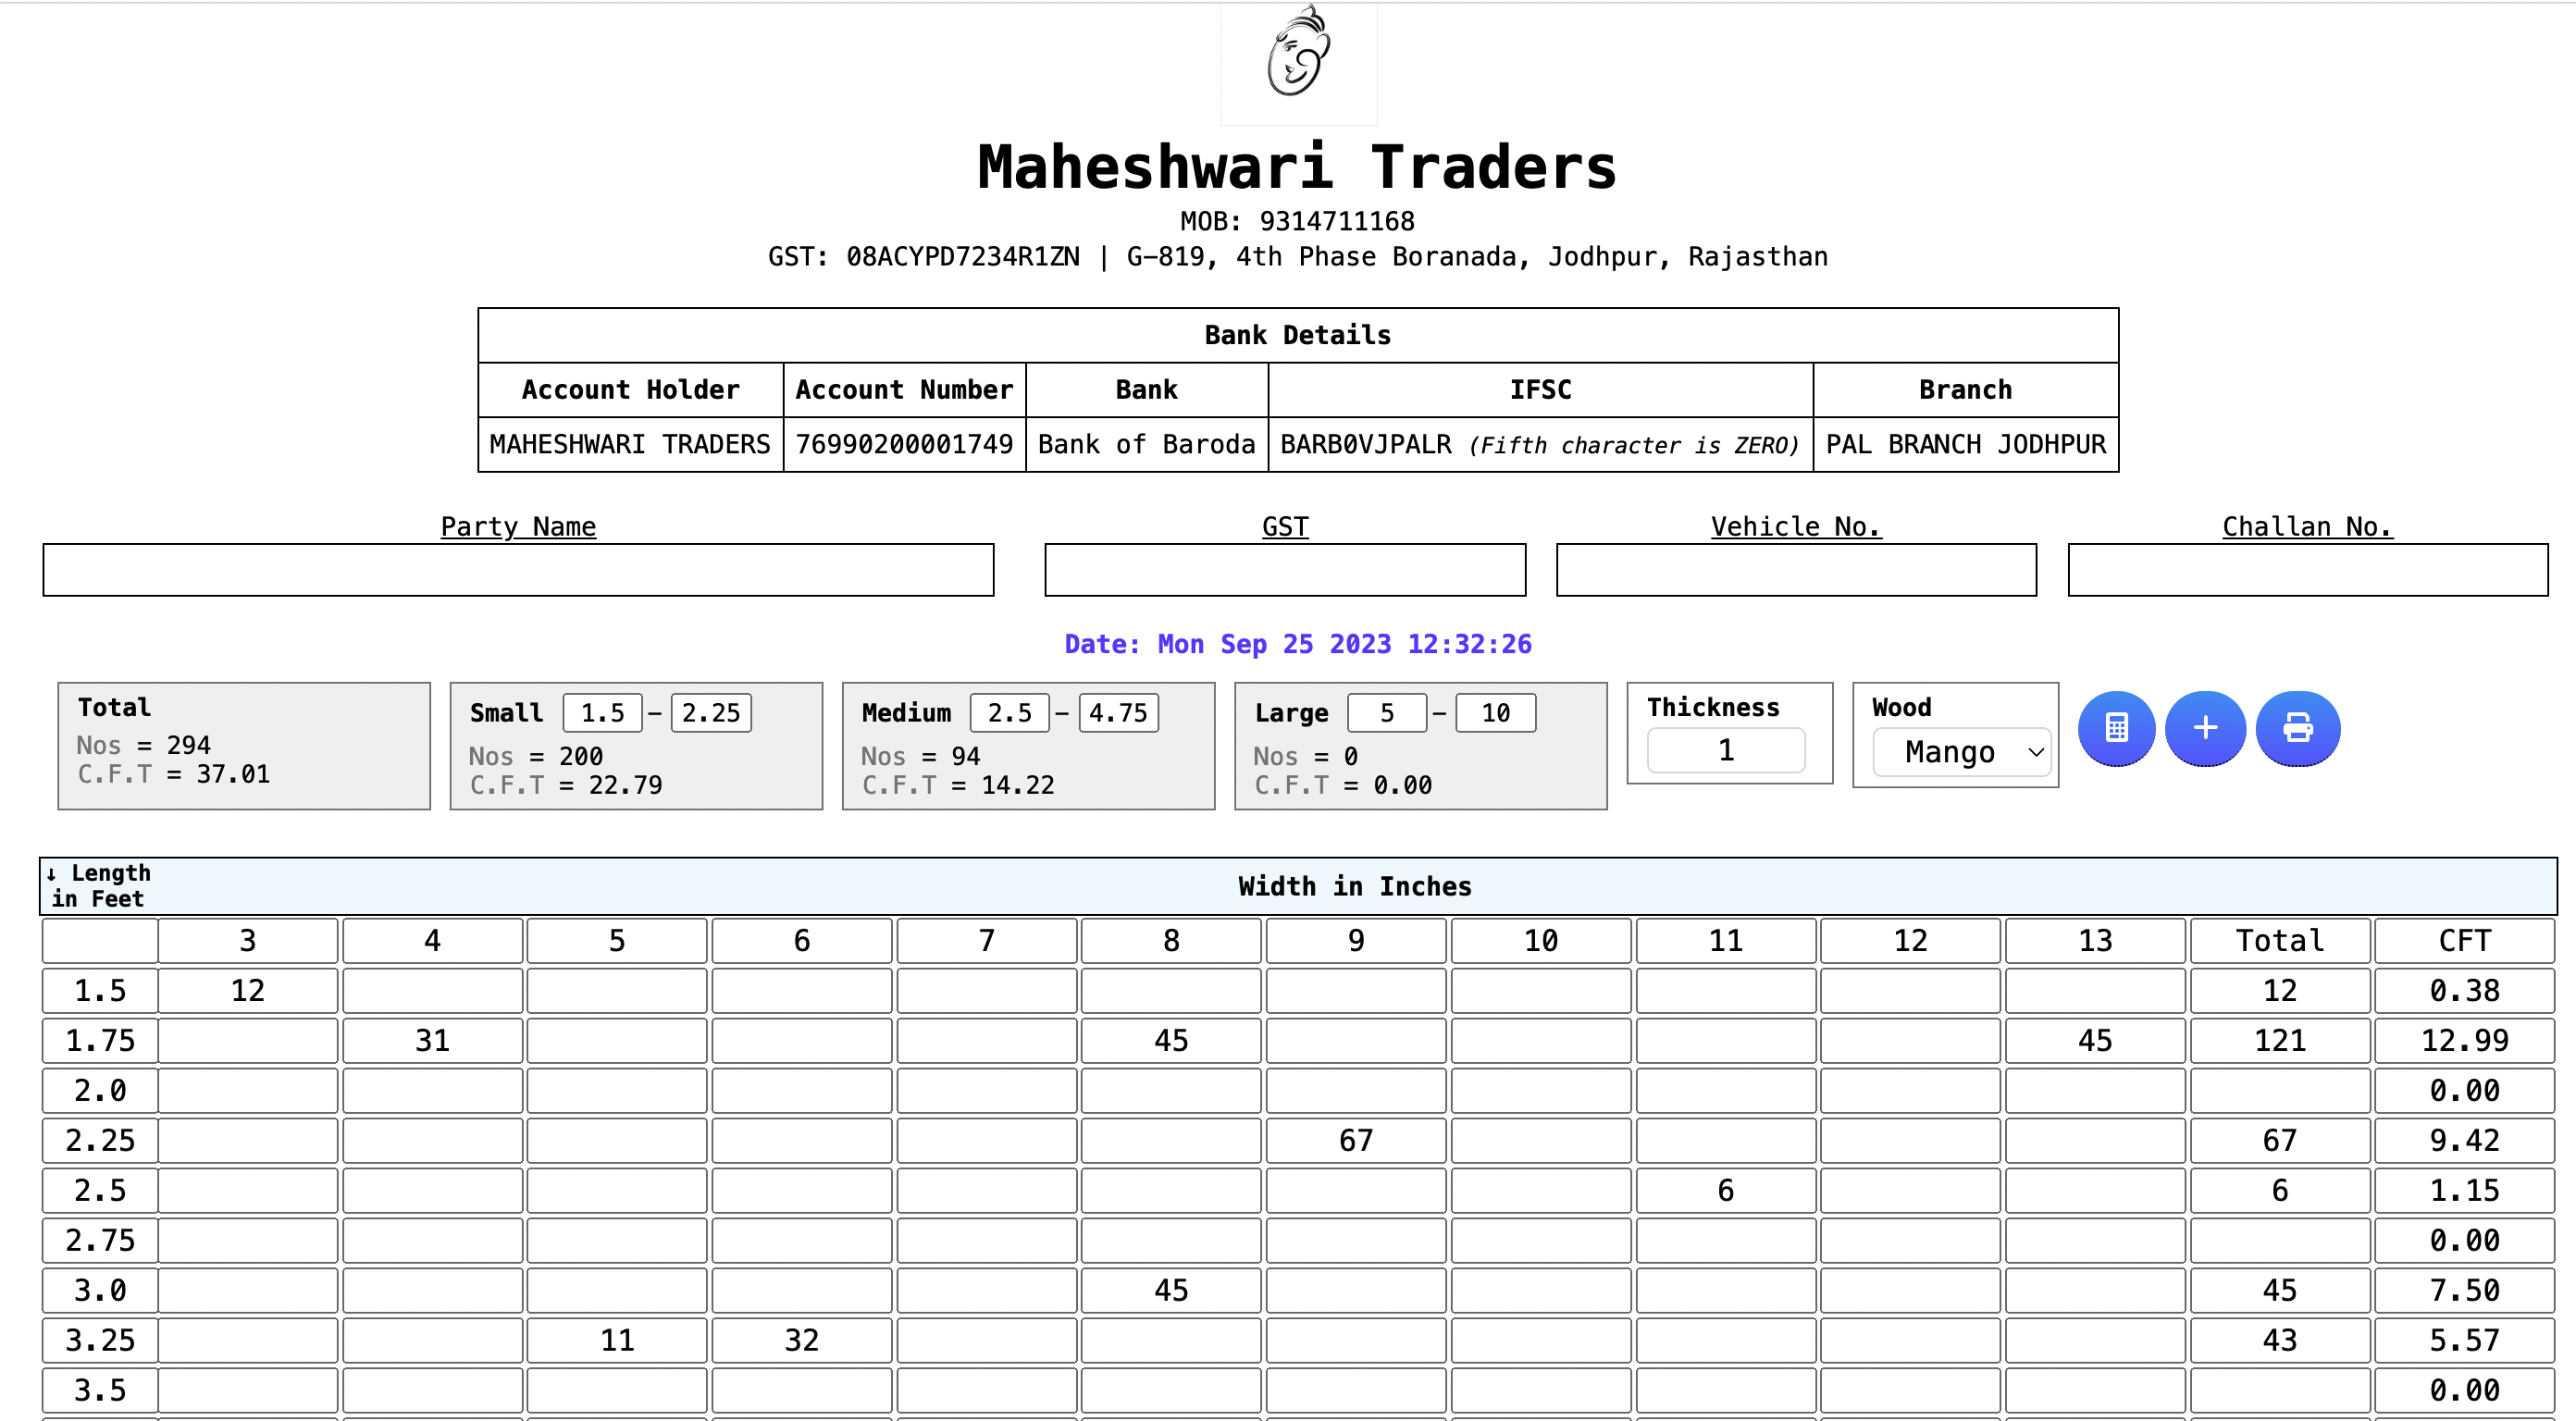 Maheshwari Traders
MOB: 9314711168
GST: 08ACYPD7234R1ZN | G-819, 4th Phase Boranada, Jodhpur, Rajasthan
Bank Details
Account Holder Account Number Bank IFSC Branch
MAHESHWARI TRADERS 76990200001749 Bank of Baroda BARB0VJPALR (Fifth character is ZERO) PAL BRANCH JODHPUR
Party Name GST Vehicle No. Challan No.
Date: Mon Sep 25 2023 12:32:26
Total
Nos = 294
C.F.T = 37.01
Small 1.5 – 2.25
Nos = 200
C.F.T = 22.79
Medium 2.5 – 4.75
Nos = 94
C.F.T = 14.22
Large 5 – 10
Nos = 0
C.F.T = 0.00
Thickness
1
Wood
Mango
↓ Length
in Feet
Width in Inches
3 4 5 6 7 8 9 10 11 12 13 Total CFT
1.5 12 12 0.38
1.75 31 45 45 121 12.99
2.0 0.00
2.25 67 67 9.42
2.5 6 6 1.15
2.75 0.00
3.0 45 45 7.50
3.25 11 32 43 5.57
3.5 0.00